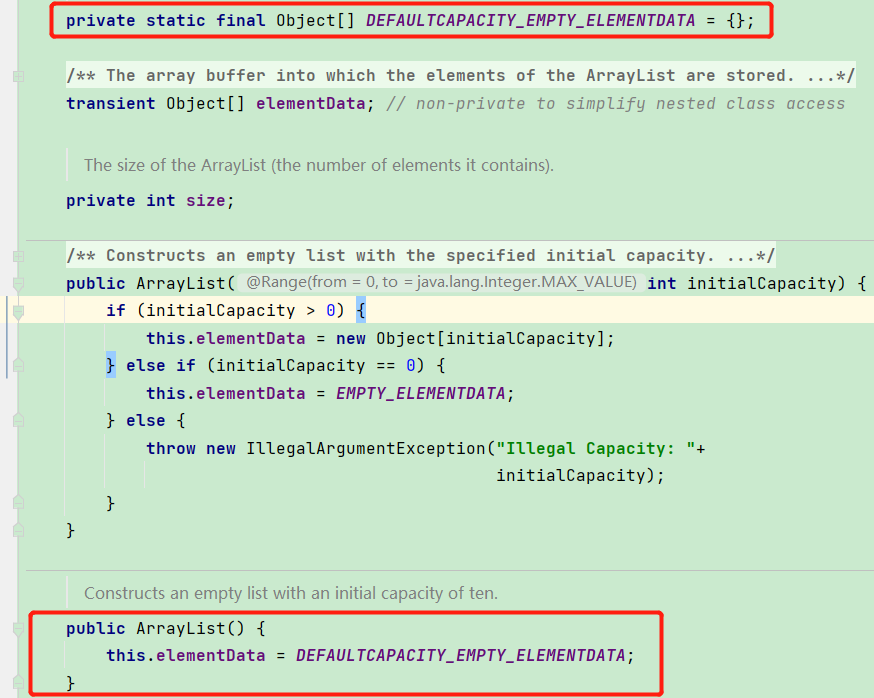 private static final Object[] DEFAULTCAPACITY_EMPTY_ELEMENTDATA = {};
/** The array buffer into which the elements of the ArrayList are stored. ...*/
transient Object[] elementData; // non-private to simplify nested class access
The size of the ArrayList (the number of elements it contains).
private int size;
/** Constructs an empty list with the specified initial capacity. ...*/
public ArrayList( @Range(from = 0, to = java.lang.Integer.MAX_VALUE) int initialCapacity) {
if (initialCapacity > 0) {
this.elementData = new Object[initialCapacity];
} else if (initialCapacity == 0) {
this.elementData = EMPTY_ELEMENTDATA;
} else {
throw new IllegalArgumentException("Illegal Capacity: "+
initialCapacity);
}
}
Constructs an empty list with an initial capacity of ten.
public ArrayList() {
this.elementData = DEFAULTCAPACITY_EMPTY_ELEMENTDATA;
}